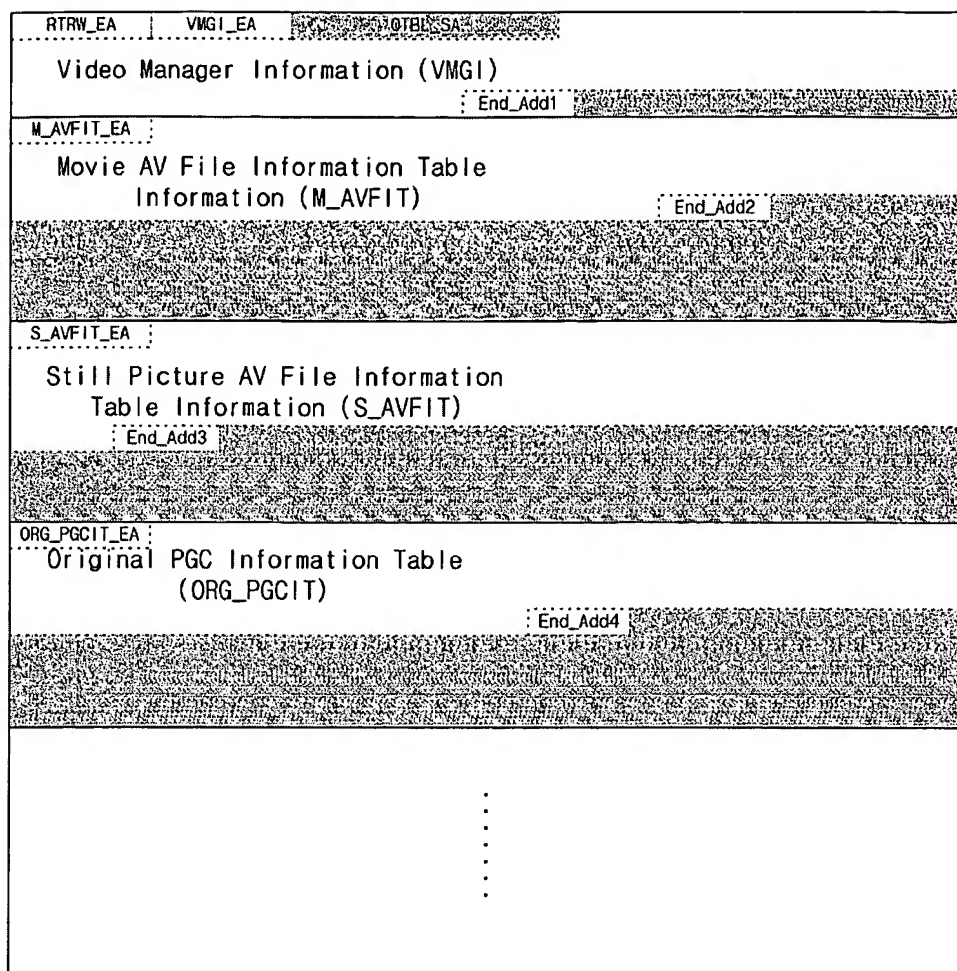 RTRW_EA VMGI_EA OTBL_SA
Video Manager Information (VMGI)
End_Add1
M_AVFIT_EA
Movie AV File Information Table
Information (M_AVFIT)
End_Add2
S_AVFIT_EA
Still Picture AV File Information
Table Information (S_AVFIT)
End_Add3
ORG_PGCIT_EA
Original PGC Information Table
(ORG_PGCIT)
End_Add4